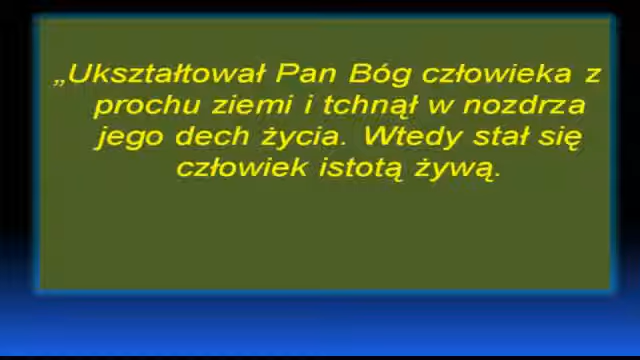 „Ukształtował Pan Bóg człowieka z
prochu ziemi i tchnął w nozdrza
jego dech życia. Wtedy stał się
człowiek istotą żywą.